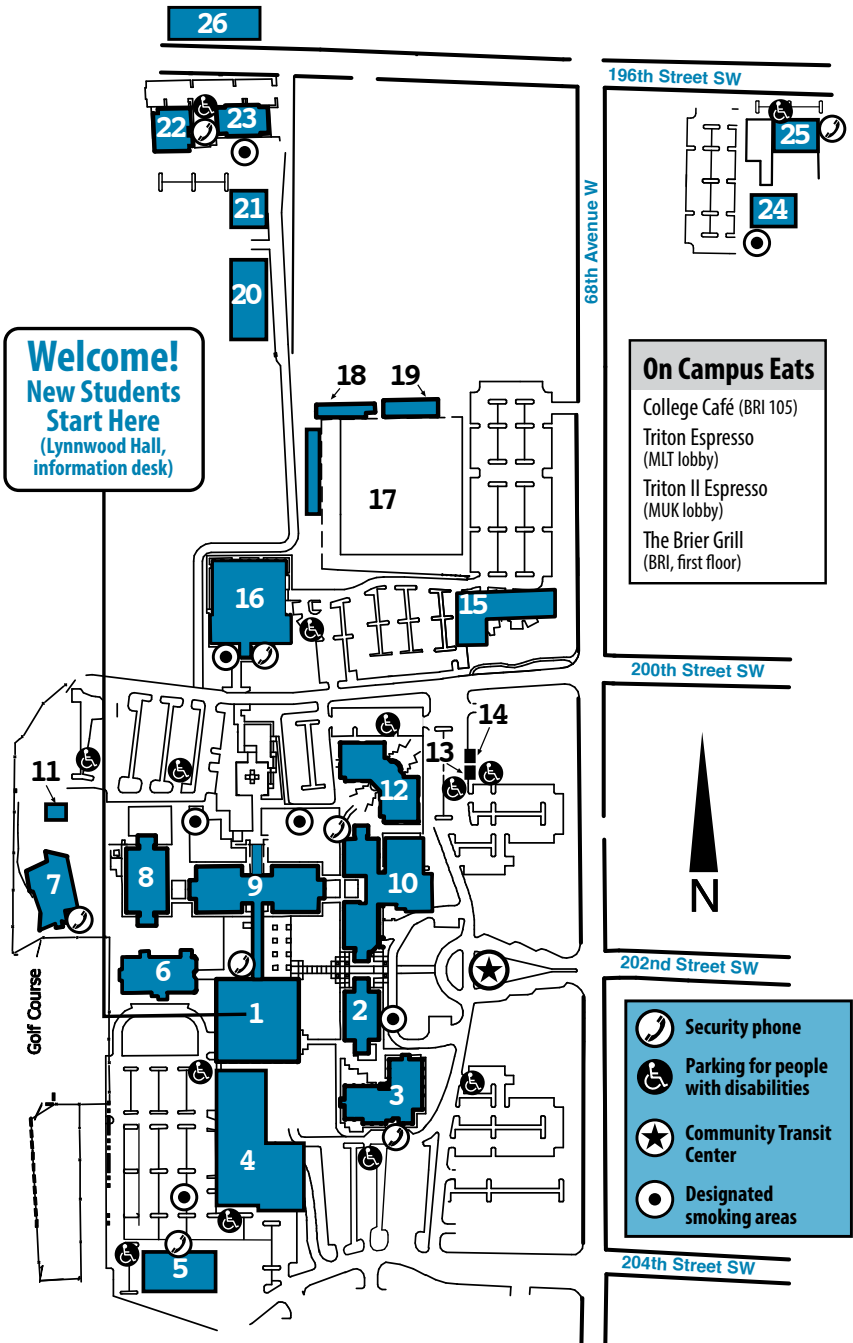 26
196th Street SW
22
23
25
21
24
20
68th Avenue W
Welcome!
New Students
Start Here
(Lynnwood Hall,
information desk)
18
19
17
On Campus Eats
College Café (BRI 105)
Triton Espresso
(MLT lobby)
Triton II Espresso
(MUK lobby)
The Brier Grill
(BRI, first floor)
16
15
200th Street SW
14
13
11
12
7
8
9
10
N
6
202nd Street SW
Golf Course
1
2
3
4
5
Security phone
Parking for people
with disabilities
Community Transit
Center
Designated
smoking areas
204th Street SW